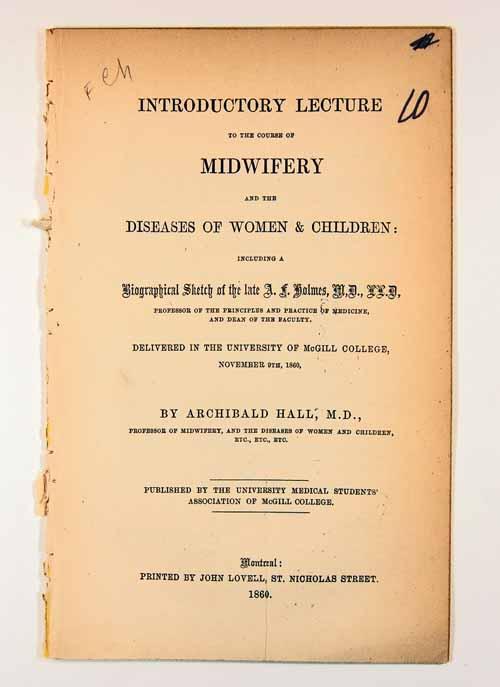 ch
F
10
INTRODUCTORY LECTURE
TO THE COURSE OF
MIDWIFERY
AND THE
DISEASES OF WOMEN & CHILDREN:
INCLUDING A
Biographical Sketch of the late A. F. Holmes, M.D., LL.D,
PROFESSOR OF THE PRINCIPLES AND PRACTICE OF MEDICINE,
AND DEAN OF THE FACULTY.
DELIVERED IN THE UNIVERSITY OF McGILL COLLEGE,
NOVEMBER 9TH, 1860,
BY ARCHIBALD HALL, M.D.,
PROFESSOR OF MIDWIFERY, AND THE DISEASES OF WOMEN AND CHILDREN,
ETC., ETC., ETC.
PUBLISHED BY THE UNIVERSITY MEDICAL STUDENTS'
ASSOCIATION OF McGILL COLLEGE.
Montreal:
PRINTED BY JOHN LOVELL, ST. NICHOLAS STREET.
1860.